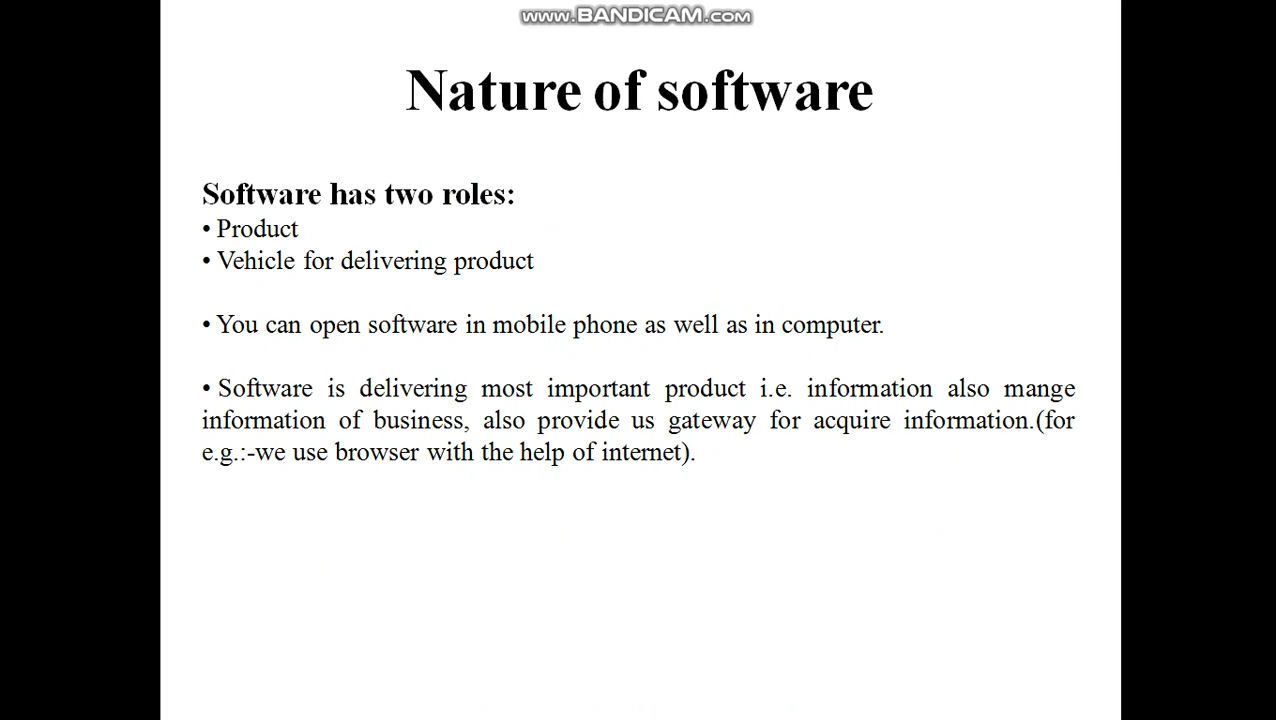 www.BANDICAM.com
Nature of software
Software has two roles:
• Product
• Vehicle for delivering product
• You can open software in mobile phone as well as in computer.
• Software is delivering most important product i.e. information also mange
information of business, also provide us gateway for acquire information.(for
e.g.:-we use browser with the help of internet).